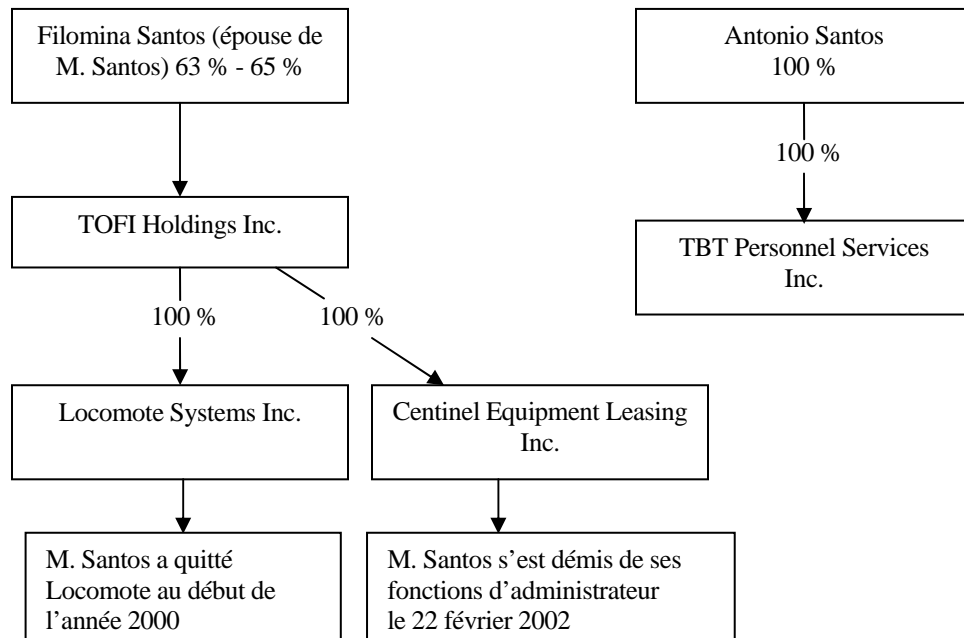 Filomina Santos (épouse de
M. Santos) 63 % - 65 %
Antonio Santos
100 %
100 %
TOFI Holdings Inc.
TBT Personnel Services
Inc.
100 %
100 %
Locomote Systems Inc.
Centinel Equipment Leasing
Inc.
M. Santos a quitté
Locomote au début de
l’année 2000
M. Santos s’est démis de ses
fonctions d’administrateur
le 22 février 2002